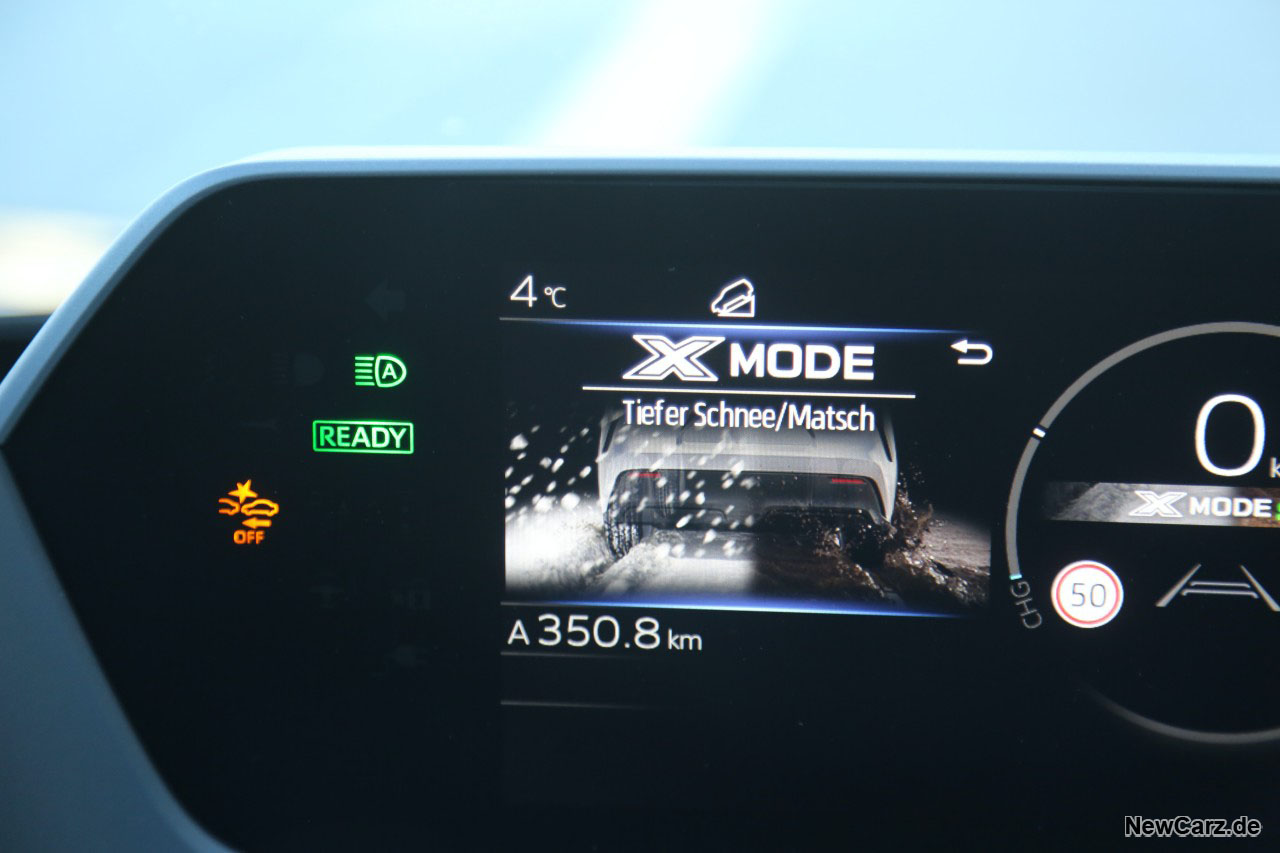 4 °C
X MODE
Tiefer Schnee/Matsch
A
READY
OFF
0
X MODE
50
CHG
A 350.8 km
NewCarz.de